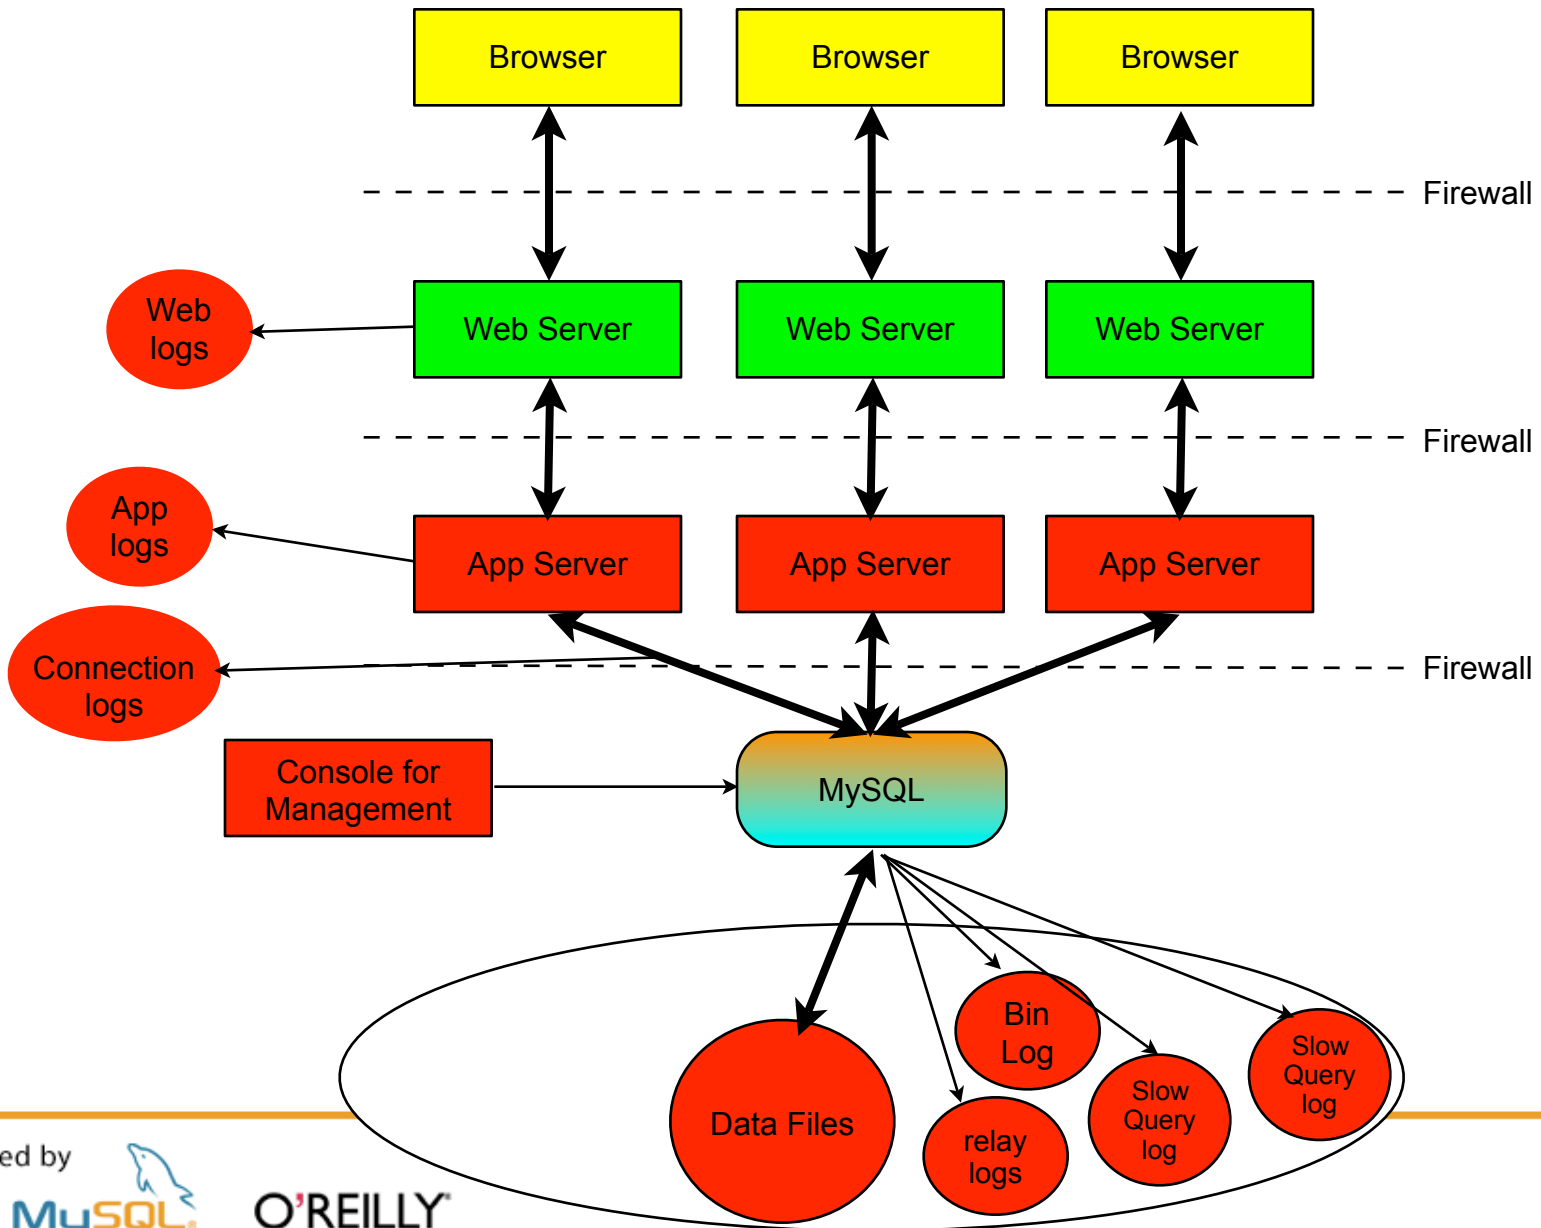 Browser
Browser
Browser
Firewall
Web
logs
Web Server
Web Server
Web Server
Firewall
App
logs
App Server
App Server
App Server
Connection
logs
Firewall
Console for
Management
MySQL
Bin
Log
Slow
Query
log
Slow
Query
log
Data Files
relay
logs
ed by
MySQL
O'REILLY